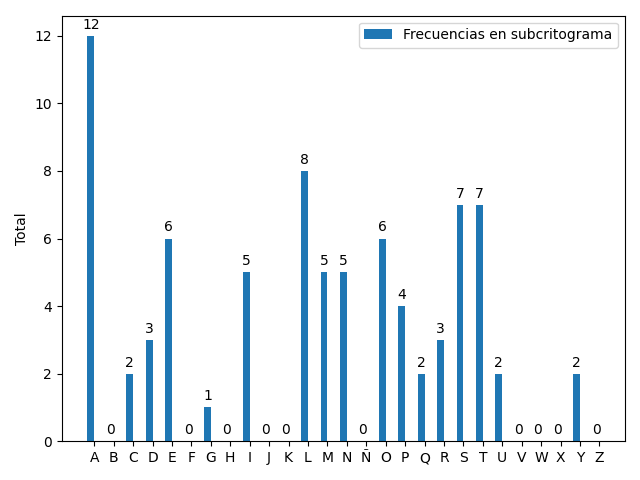 Frecuencias en subcritograma
Total
12
10
8
6
4
2
0
12 0 2 3 6 0 1 0 5 0 0 8 5 5 0 6 4 2 3 7 7 2 0 0 0 2 0
A B C D E F G H I J K L M N Ñ O P Q R S T U V W X Y Z